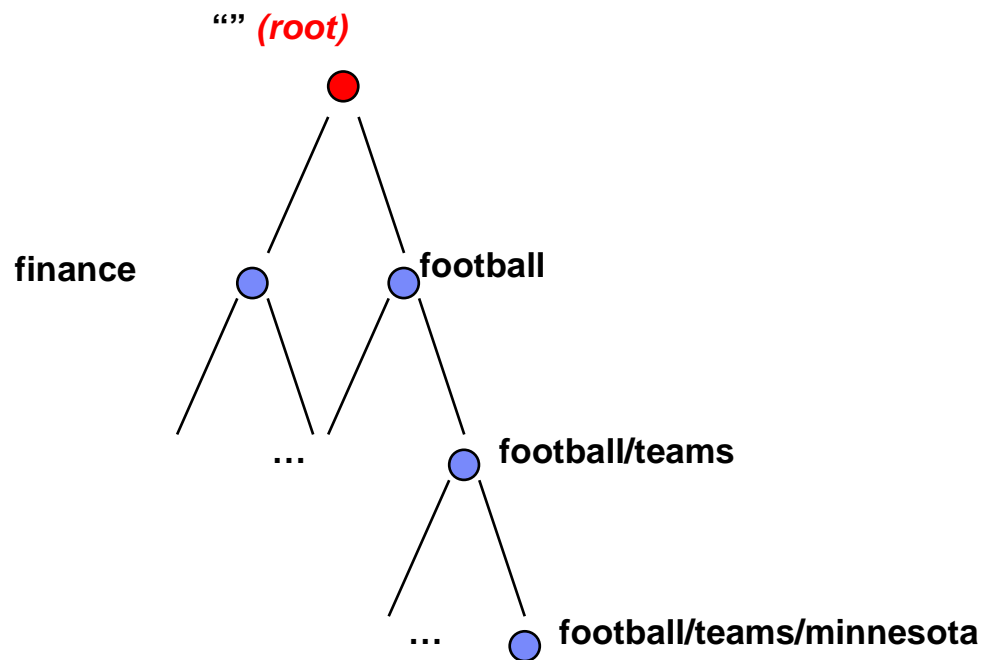 “” (root)
finance
football
...
football/teams
...
football/teams/minnesota